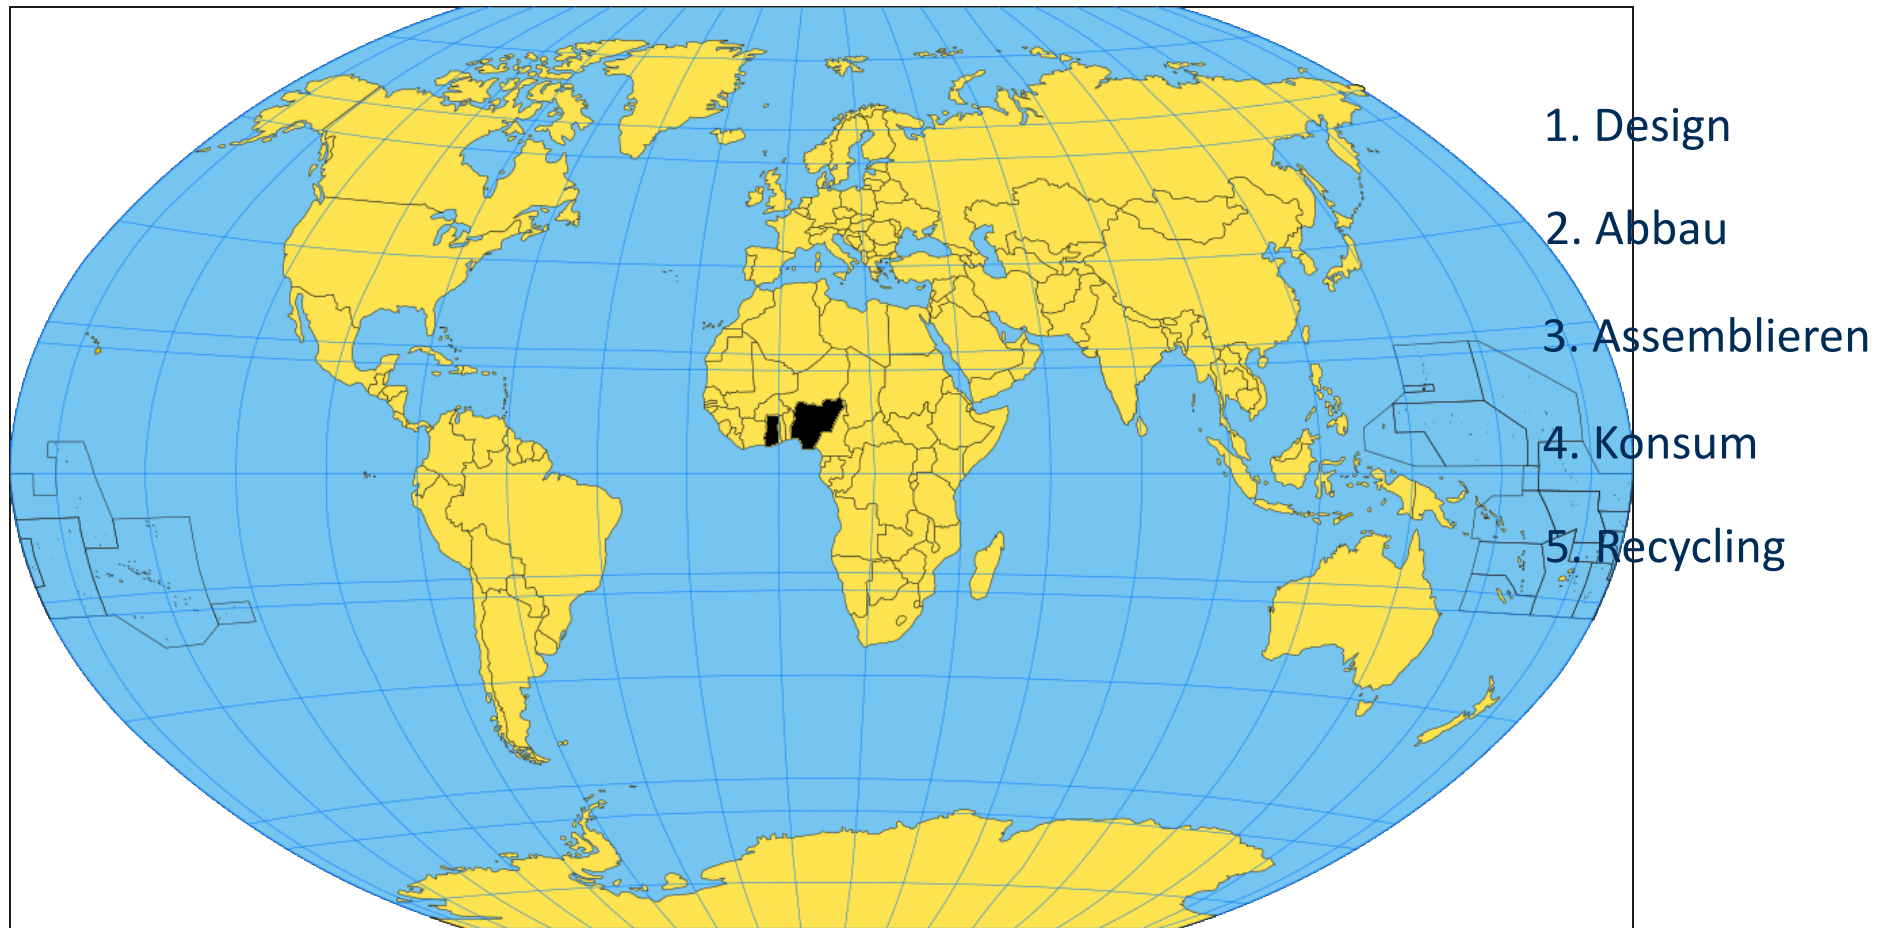 1. Design
2. Abbau
3. Assemblieren
4. Konsum
5. Recycling